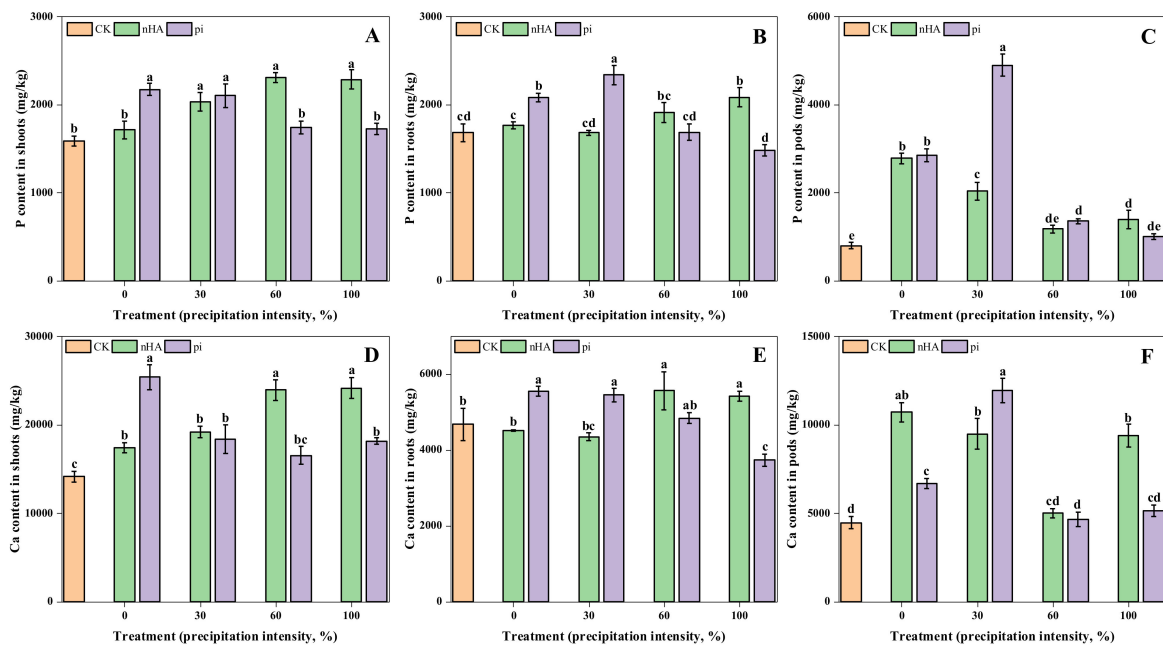 3000
2000
1000
0
P content in shoots (mg/kg)
CK nHA pi
A
b b a a a a b a b
0 30 60 100
Treatment (precipitation intensity, %)
3000
2000
1000
0
P content in roots (mg/kg)
CK nHA pi
B
cd c b cd a bc cd b d
0 30 60 100
Treatment (precipitation intensity, %)
6000
4000
2000
0
P content in pods (mg/kg)
CK nHA pi
C
e b b c a de d d de
0 30 60 100
Treatment (precipitation intensity, %)
30000
20000
10000
0
Ca content in shoots (mg/kg)
CK nHA pi
D
c b a b b a bc a b
0 30 60 100
Treatment (precipitation intensity, %)
6000
4000
2000
0
Ca content in roots (mg/kg)
CK nHA pi
E
b b a bc a a ab a c
0 30 60 100
Treatment (precipitation intensity, %)
15000
10000
5000
0
Ca content in pods (mg/kg)
CK nHA pi
F
d ab c b a cd d b cd
0 30 60 100
Treatment (precipitation intensity, %)